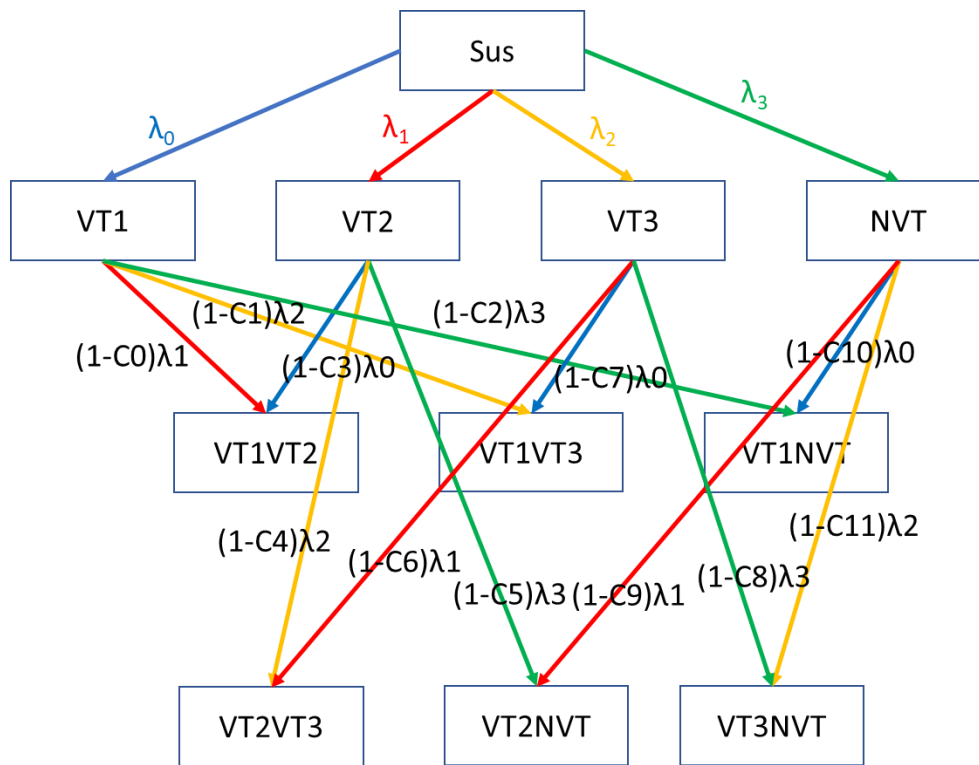 Sus
λ0
λ1
λ2
λ3
VT1
VT2
VT3
NVT
(1-C1)λ2
(1-C2)λ3
(1-C0)λ1
(1-C3)λ0
(1-C7)λ0
(1-C10)λ0
VT1VT2
VT1VT3
VT1NVT
(1-C4)λ2
(1-C6)λ1
(1-C5)λ3
(1-C9)λ1
(1-C8)λ3
(1-C11)λ2
VT2VT3
VT2NVT
VT3NVT